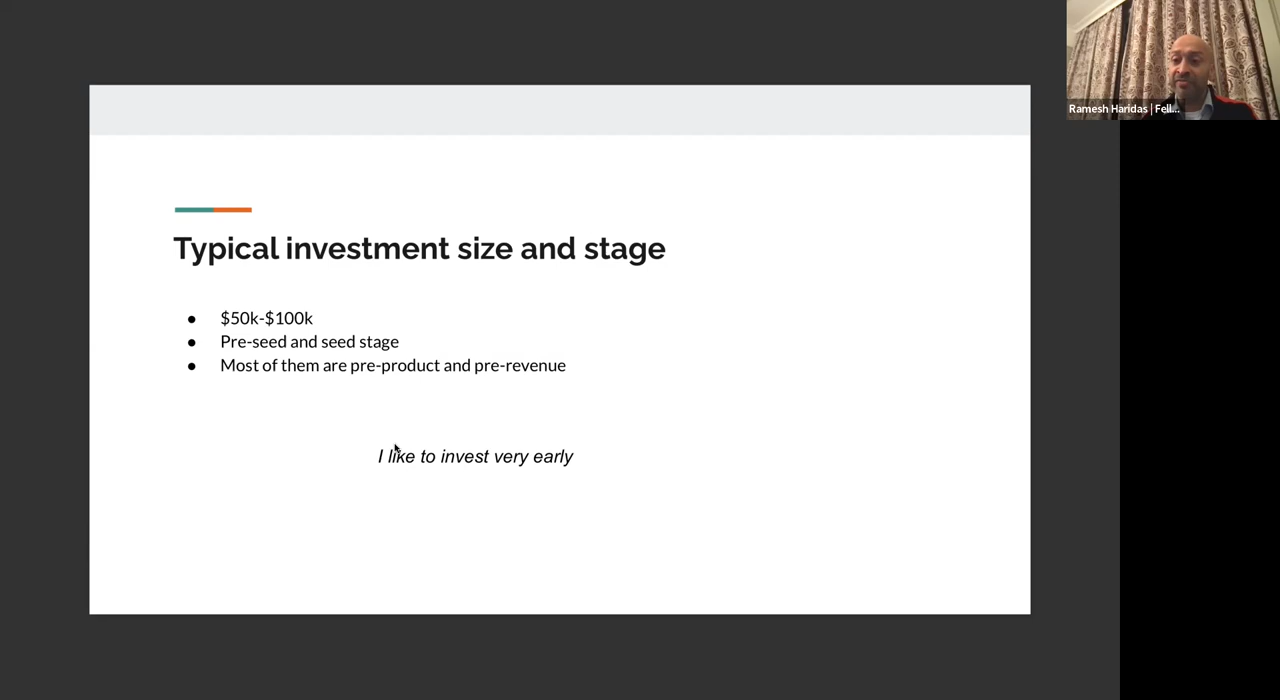 Ramesh Haridas | Fell...
Typical investment size and stage
● $50k-$100k
● Pre-seed and seed stage
● Most of them are pre-product and pre-revenue
I like to invest very early